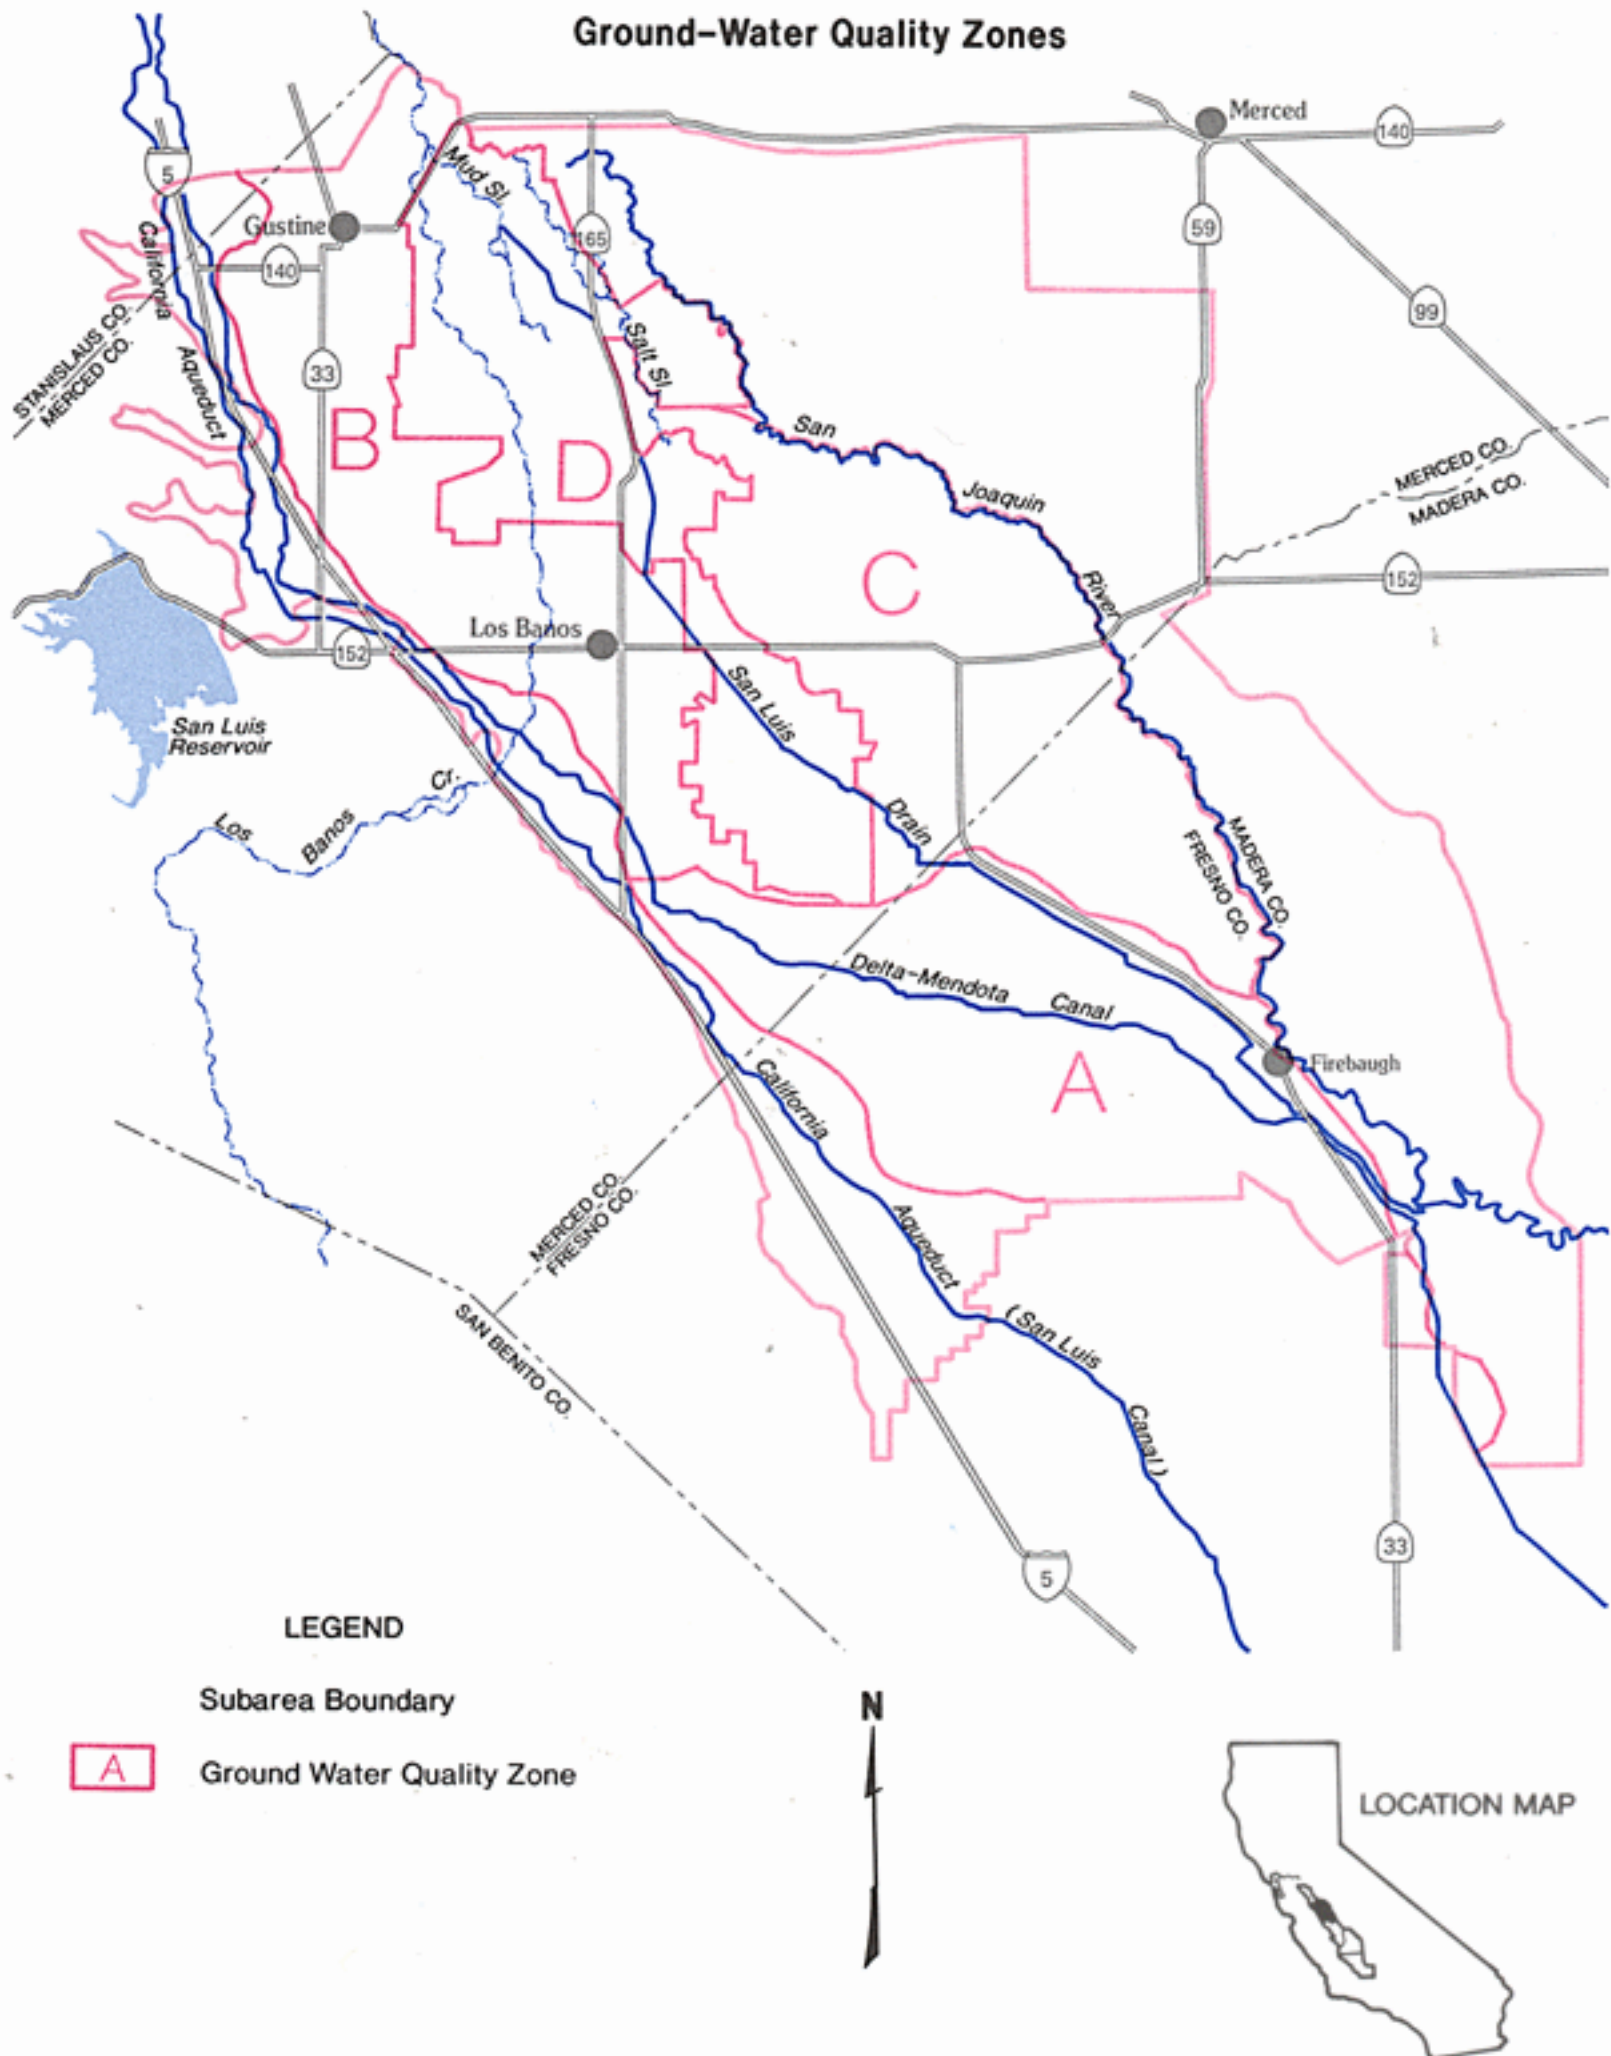 Ground-Water Quality Zones
Merced
140
5
Mud Sl.
Gustine
165
59
140
California
99
STANISLAUS CO.
MERCED CO.
Salt Sl.
Aqueduct
33
B
San
D
MERCED CO.
MADERA CO.
Joaquin
C
River
152
Los Banos
152
San Luis
San Luis
Reservoir
Cr.
Banos
Los
Drain
MADERA CO.
FRESNO CO.
Delta-Mendota
Canal
Firebaugh
A
California
MERCED CO.
FRESNO CO.
Aqueduct
(San Luis
Canal)
SAN BENITO CO.
33
5
LEGEND
Subarea Boundary
A
Ground Water Quality Zone
N
LOCATION MAP